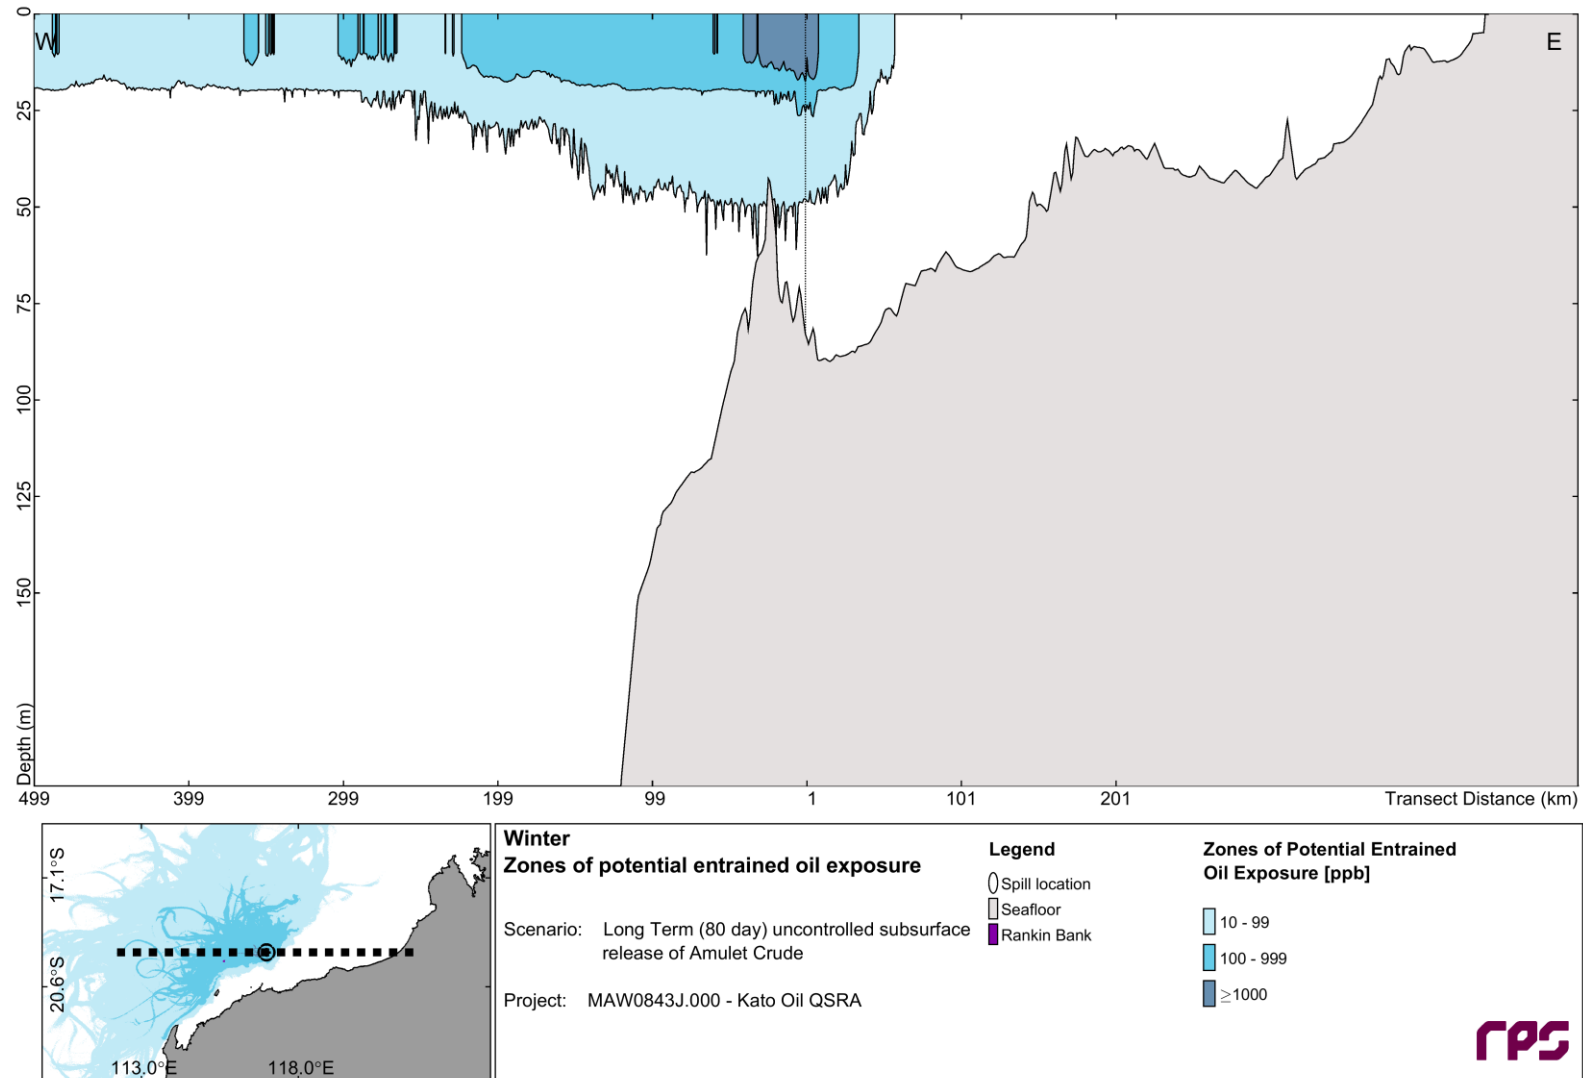 0
25
50
75
100
125
150
Depth (m)
W
E
499
399
299
199
99
1
101
201
Transect Distance (km)
17.1°S
20.6°S
113.0°E
118.0°E
Winter
Zones of potential entrained oil exposure
Scenario: Long Term (80 day) uncontrolled subsurface
release of Amulet Crude
Project: MAW0843J.000 - Kato Oil QSRA
Legend
Spill location
Seafloor
Rankin Bank
Zones of Potential Entrained
Oil Exposure [ppb]
10 - 99
100 - 999
≥1000
rps